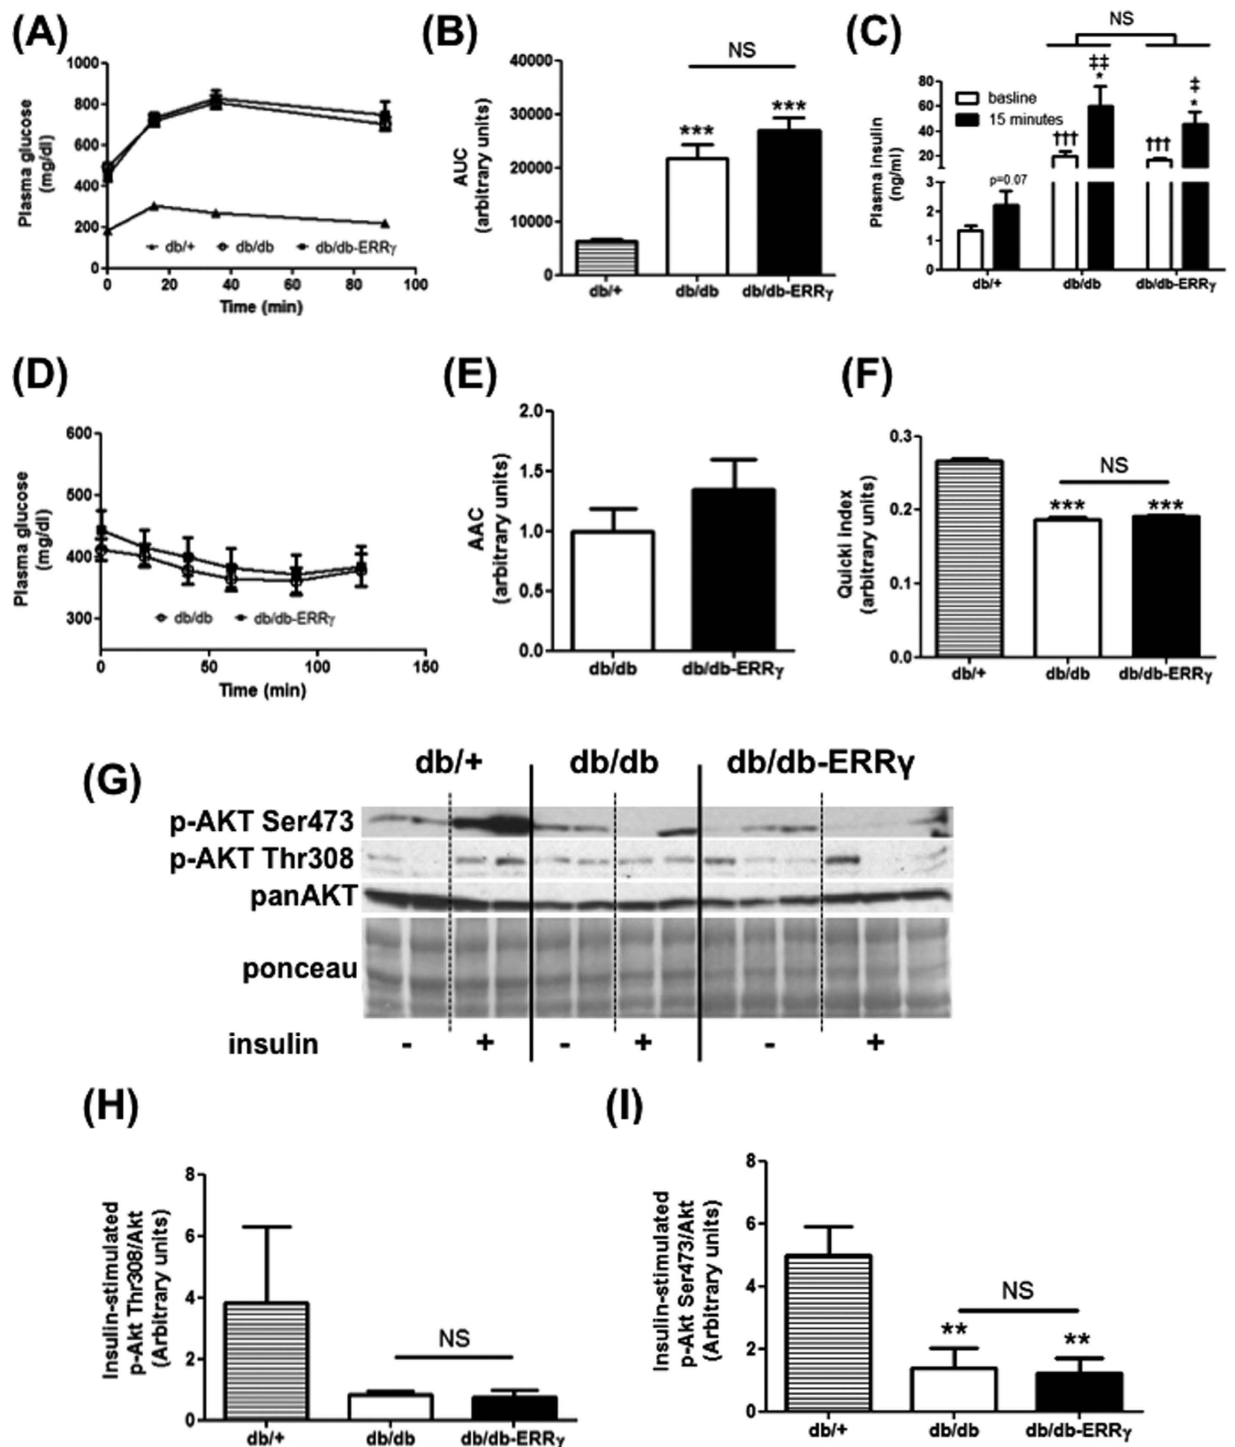 (A)
1000
800
600
400
200
0
Plasma glucose
(mg/dl)
db/+ db/db db/db-ERRγ
0 20 40 60 80 100
Time (min)
(B)
NS
40000
30000
20000
10000
0
AUC
(arbitrary units)
***
***
db/+ db/db db/db-ERRγ
(C)
NS
80
60
40
20
3
2
1
0
Plasma insulin
(ng/ml)
basline
15 minutes
p=0.07
†††
‡‡
*
†††
‡
*
db/+ db/db db/db-ERRγ
(D)
600
500
400
300
Plasma glucose
(mg/dl)
db/db db/db-ERRγ
0 50 100 150
Time (min)
(E)
2.0
1.5
1.0
0.5
0.0
AAC
(arbitrary units)
db/db db/db-ERRγ
(F)
0.3
0.2
0.1
0.0
Quicki index
(arbitrary units)
NS
*** ***
db/+ db/db db/db-ERRγ
(G)
db/+ db/db db/db-ERRγ
p-AKT Ser473
p-AKT Thr308
panAKT
ponceau
insulin - + - + - +
(H)
8
6
4
2
0
Insulin-stimulated
p-Akt Thr308/Akt
(Arbitrary units)
NS
db/+ db/db db/db-ERRγ
(I)
8
6
4
2
0
Insulin-stimulated
p-Akt Ser473/Akt
(Arbitrary units)
NS
** **
db/+ db/db db/db-ERRγ